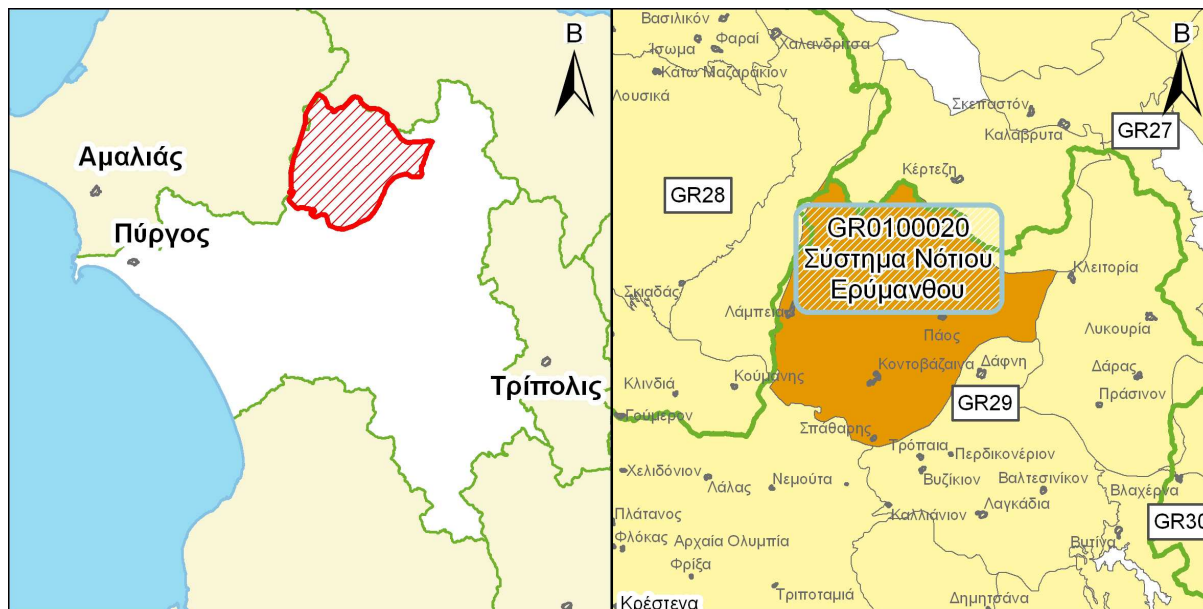 Β
Αμαλιάς
Πύργος
Τρίπολις
Β
Βασιλικόν
Φαραί
Χαλανδρίτσα
Ίσωμα
Κάτω Μαζαράκιον
Λουσικά
Σκεπαστόν
Καλάβρυτα
GR27
Κέρτεζη
GR28
GR0100020
Σύστημα Νότιου
Ερύμανθου
Κλειτορία
Σκιαδάς
Λάμπεια
Πάος
Λυκουρία
Κοντοβάζαινα
Δάφνη
Δάρας
Κλινδιά
Κούμανης
Πράσινον
GR29
Γούμερον
Σπάθαρης
Τρόπαια
Περδικονέριον
Χελιδόνιον
Λάλας
Νεμούτα
Βυζίκιον
Βαλτεσινίκον
Βλαχέρνα
Λαγκάδια
Καλλιάνιον
Πλάτανος
GR30
Φλόκας
Αρχαία Ολυμπία
Βυτίνα
Φρίξα
Τριποταμιά
Δημητσάνα
Κρέστενα